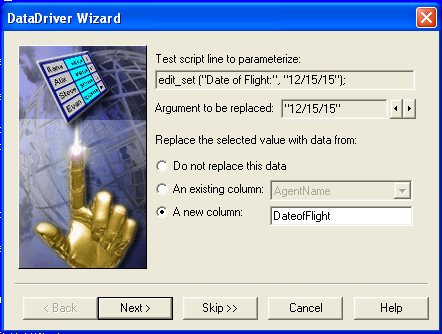 DataDriver Wizard
Test script line to parameterize:
edit_set ("Date of Flight:", "12/15/15");
Argument to be replaced: "12/15/15"
Replace the selected value with data from:
Do not replace this data
An existing column: AgentName
A new column: DateofFlight
Ilana
Alix
Steve
Evan
< Back Next > Skip >> Cancel Help